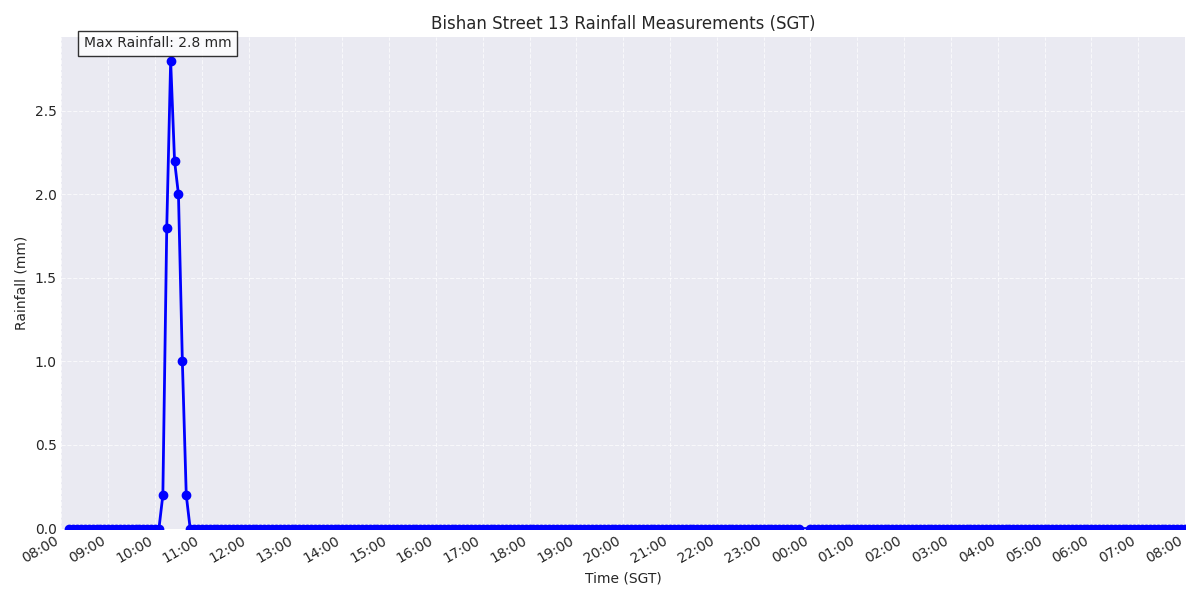 Bishan Street 13 Rainfall Measurements (SGT)
Max Rainfall: 2.8 mm
Rainfall (mm)
2.5
2.0
1.5
1.0
0.5
0.0
08:00 09:00 10:00 11:00 12:00 13:00 14:00 15:00 16:00 17:00 18:00 19:00 20:00 21:00 22:00 23:00 00:00 01:00 02:00 03:00 04:00 05:00 06:00 07:00 08:00
Time (SGT)